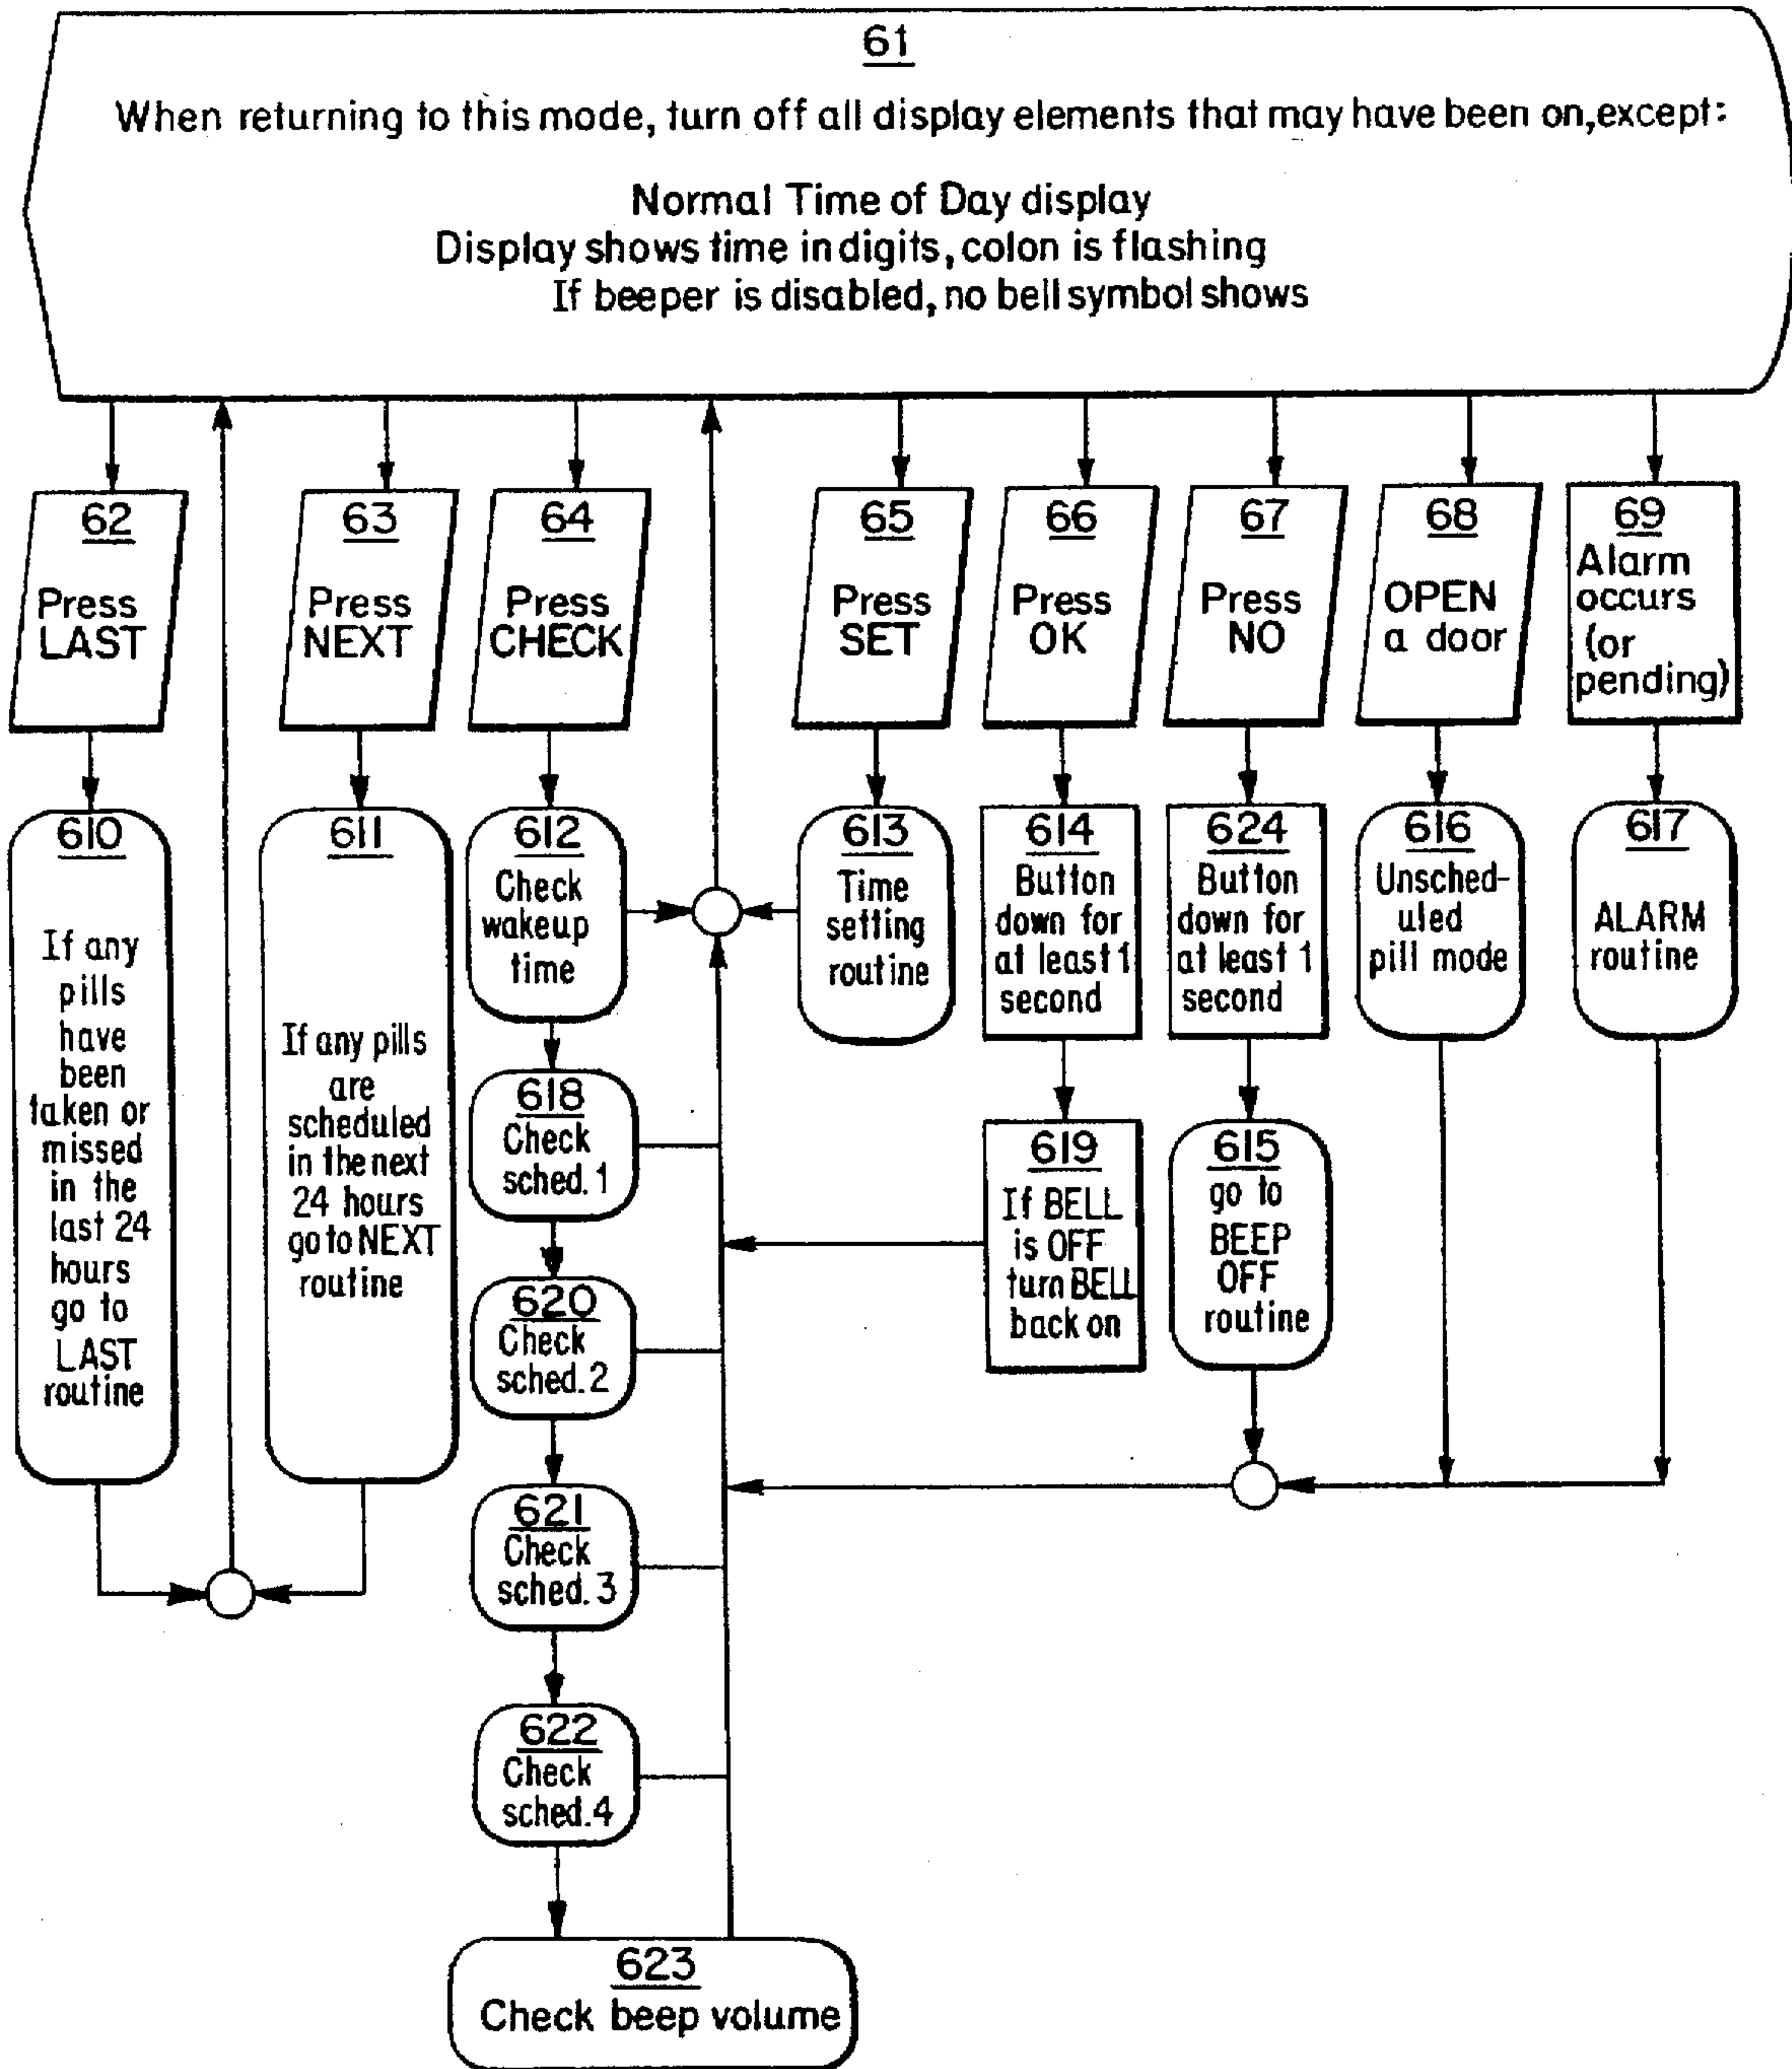 61
When returning to this mode, turn off all display elements that may have been on, except:
Normal Time of Day display
Display shows time in digits, colon is flashing
If beeper is disabled, no bell symbol shows
62
Press
LAST
63
Press
NEXT
64
Press
CHECK
65
Press
SET
66
Press
OK
67
Press
NO
68
OPEN
a door
69
Alarm
occurs
(or
pending)
610
If any
pills
have
been
taken or
missed
in the
last 24
hours
go to
LAST
routine
611
If any pills
are
scheduled
in the next
24 hours
go to NEXT
routine
612
Check
wakeup
time
613
Time
setting
routine
614
Button
down for
at least 1
second
624
Button
down for
at least 1
second
616
Unsched-
uled
pill mode
617
ALARM
routine
618
Check
sched. 1
619
If BELL
is OFF
turn BELL
back on
615
go to
BEEP
OFF
routine
620
Check
sched. 2
621
Check
sched. 3
622
Check
sched. 4
623
Check beep volume